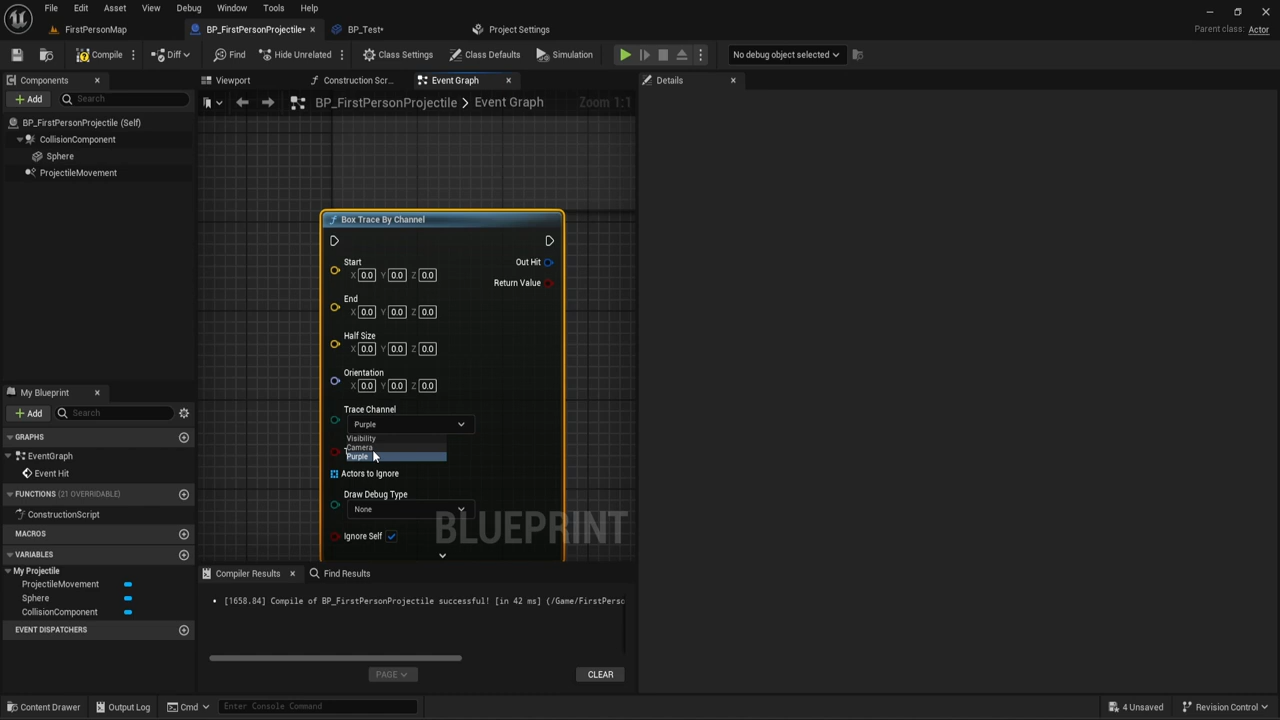 File Edit Asset View Debug Window Tools Help
FirstPersonMap BP_FirstPersonProjectile* BP_Test* Project Settings Parent class: Actor
Compile Diff Find Hide Unrelated Class Settings Class Defaults Simulation No debug object selected
Components Viewport Construction Scr... Event Graph Details
Add Search BP_FirstPersonProjectile > Event Graph Zoom 1:1
BP_FirstPersonProjectile (Self)
CollisionComponent
Sphere
ProjectileMovement
Box Trace By Channel
Start Out Hit
X 0.0 Y 0.0 Z 0.0
Return Value
End
X 0.0 Y 0.0 Z 0.0
Half Size
X 0.0 Y 0.0 Z 0.0
Orientation
X 0.0 Y 0.0 Z 0.0
Trace Channel
Purple
Visibility
Camera
Purple
Actors to Ignore
Draw Debug Type
None
Ignore Self
BLUEPRINT
My Blueprint
Add Search
GRAPHS
EventGraph
Event Hit
FUNCTIONS (21 OVERRIDABLE)
ConstructionScript
MACROS
VARIABLES
My Projectile
ProjectileMovement
Sphere
CollisionComponent
EVENT DISPATCHERS
Compiler Results Find Results
[1658.84] Compile of BP_FirstPersonProjectile successful! [in 42 ms] (/Game/FirstPerso
PAGE CLEAR
Content Drawer Output Log Cmd Enter Console Command 4 Unsaved Revision Control